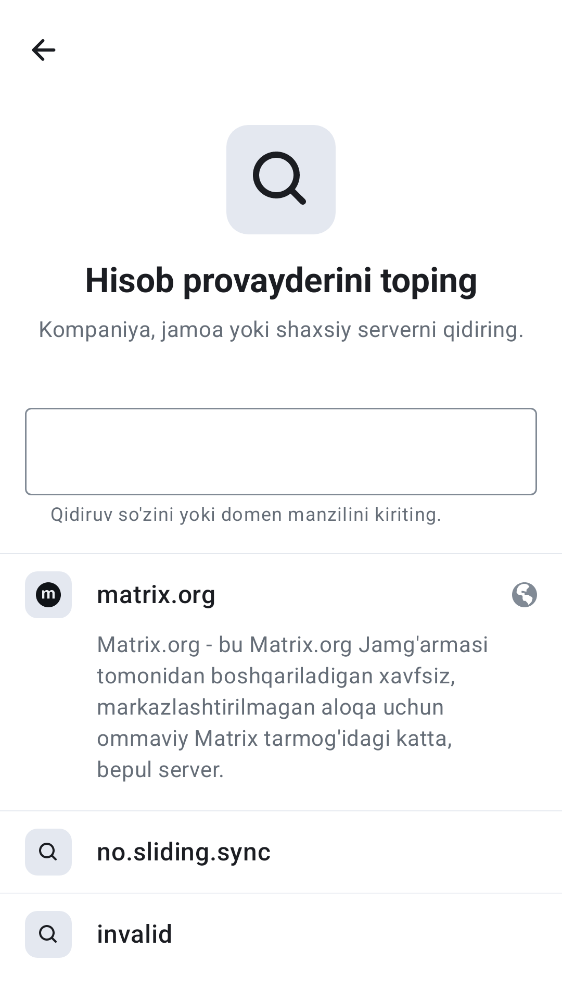 Hisob provayderini toping
Kompaniya, jamoa yoki shaxsiy serverni qidiring.
Qidiruv so'zini yoki domen manzilini kiriting.
m
matrix.org
Matrix.org - bu Matrix.org Jamg'armasi
tomonidan boshqariladigan xavfsiz,
markazlashtirilmagan aloqa uchun
ommaviy Matrix tarmog'idagi katta,
bepul server.
no.sliding.sync
invalid